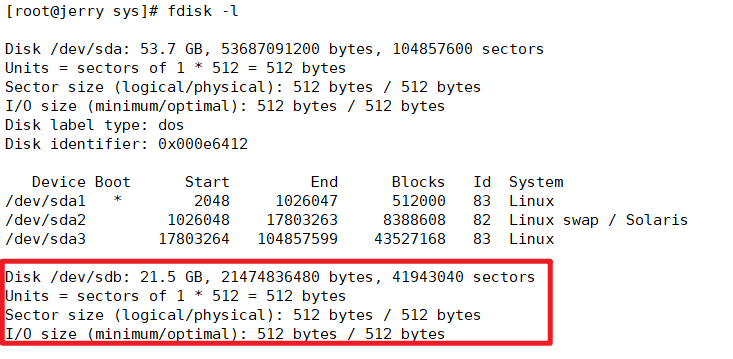 [root@jerry sys]# fdisk -l
Disk /dev/sda: 53.7 GB, 53687091200 bytes, 104857600 sectors
Units = sectors of 1 * 512 = 512 bytes
Sector size (logical/physical): 512 bytes / 512 bytes
I/O size (minimum/optimal): 512 bytes / 512 bytes
Disk label type: dos
Disk identifier: 0x000e6412
Device Boot Start End Blocks Id System
/dev/sda1 * 2048 1026047 512000 83 Linux
/dev/sda2 1026048 17803263 8388608 82 Linux swap / Solaris
/dev/sda3 17803264 104857599 43527168 83 Linux
Disk /dev/sdb: 21.5 GB, 21474836480 bytes, 41943040 sectors
Units = sectors of 1 * 512 = 512 bytes
Sector size (logical/physical): 512 bytes / 512 bytes
I/O size (minimum/optimal): 512 bytes / 512 bytes